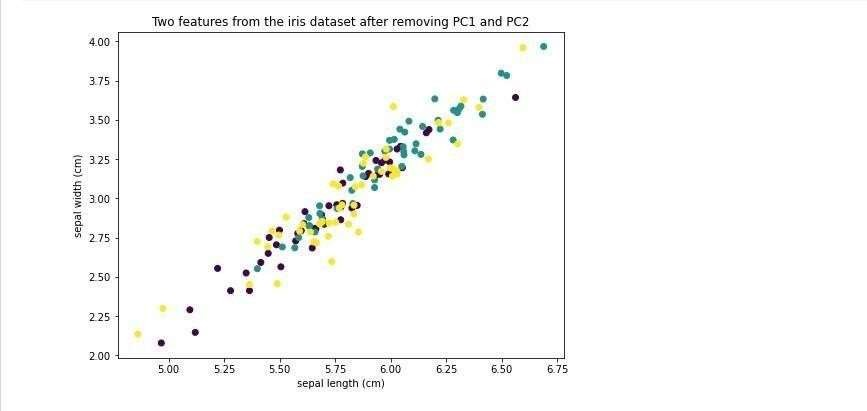 Two features from the iris dataset after removing PC1 and PC2
4.00
3.75
3.50
3.25
3.00
2.75
2.50
2.25
2.00
sepal width (cm)
5.00 5.25 5.50 5.75 6.00 6.25 6.50 6.75
sepal length (cm)